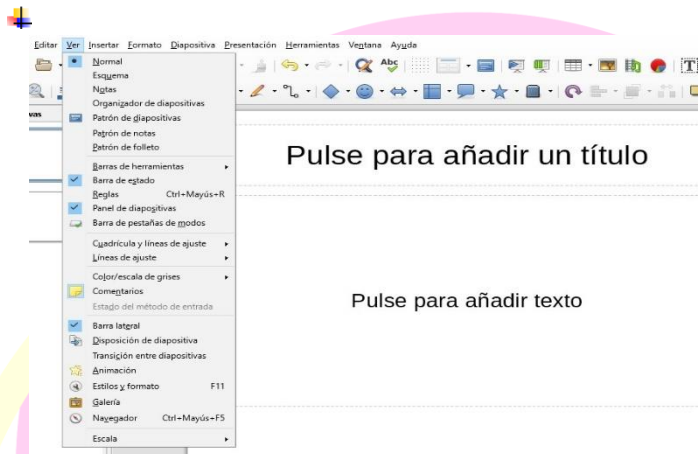 Editar Ver Insertar Formato Diapositiva Presentación Herramientas Ventana Ayuda
Normal
Esquema
Notas
Organizador de diapositivas
Patrón de diapositivas
Patrón de notas
Patrón de folleto
Barras de herramientas
Barra de estado
Reglas Ctrl+Mayús+R
Panel de diapositivas
Barra de pestañas de modos
Cuadrícula y líneas de ajuste
Líneas de ajuste
Color/escala de grises
Comentarios
Estado del método de entrada
Barra lateral
Disposición de diapositiva
Transición entre diapositivas
Animación
Estilos y formato F11
Galería
Navegador Ctrl+Mayús+F5
Escala
vas
Abc
T
Pulse para añadir un título
Pulse para añadir texto